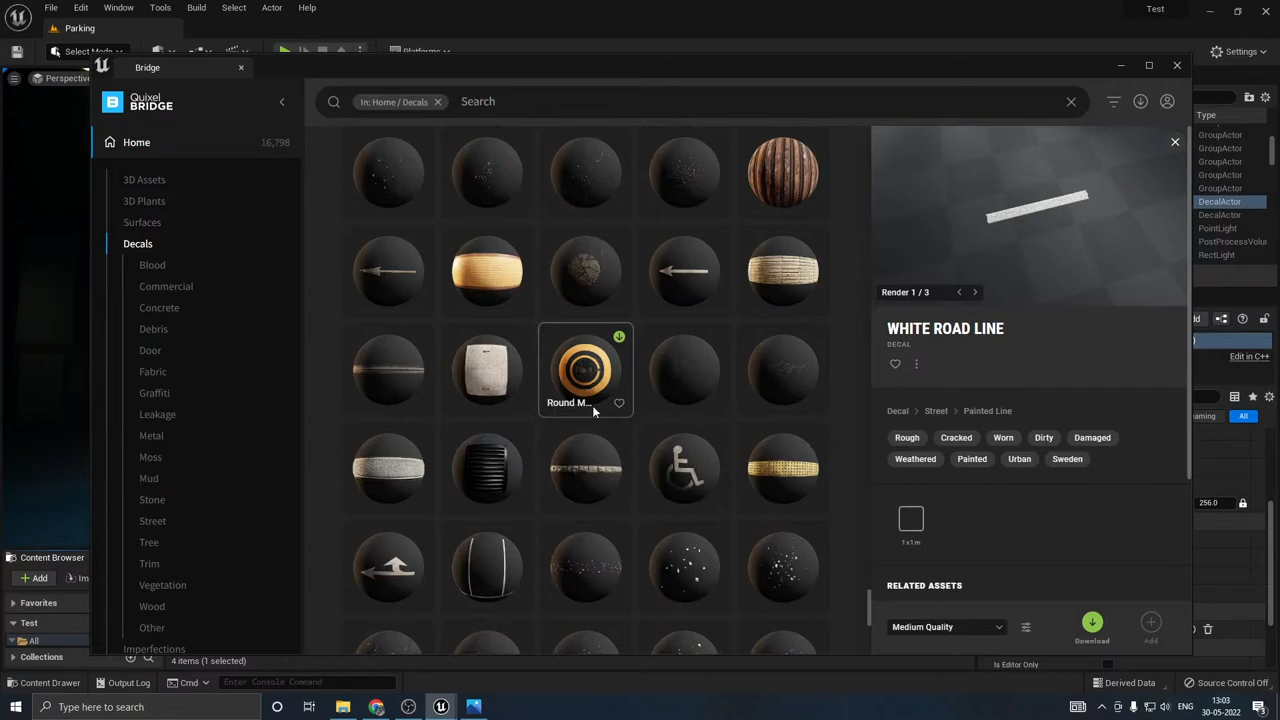 File Edit Window Tools Build Select Actor Help
Test
Parking
Select Mode
Platforms
Settings
Perspective
Bridge
Quixel
BRIDGE
In: Home / Decals
Search
Type
Home 16,798
3D Assets
3D Plants
Surfaces
Decals
Blood
Commercial
Concrete
Debris
Door
Fabric
Graffiti
Leakage
Metal
Moss
Mud
Stone
Street
Tree
Trim
Vegetation
Wood
Other
Imperfections
Round M...
Render 1 / 3
WHITE ROAD LINE
DECAL
Decal > Street > Painted Line
Rough Cracked Worn Dirty Damaged
Weathered Painted Urban Sweden
1x1m
RELATED ASSETS
Medium Quality
Download
Add
GroupActor
GroupActor
GroupActor
GroupActor
GroupActor
DecalActor
DecalActor
PointLight
PostProcessVolu
RectLight
Edit in C++
All
256.0
Is Editor Only
Content Browser
Add
Favorites
Test
All
Collections
4 items (1 selected)
Content Drawer Output Log Cmd Enter Console Command
Derived Data Source Control Off
Type here to search
ENG
13:03
30-05-2022